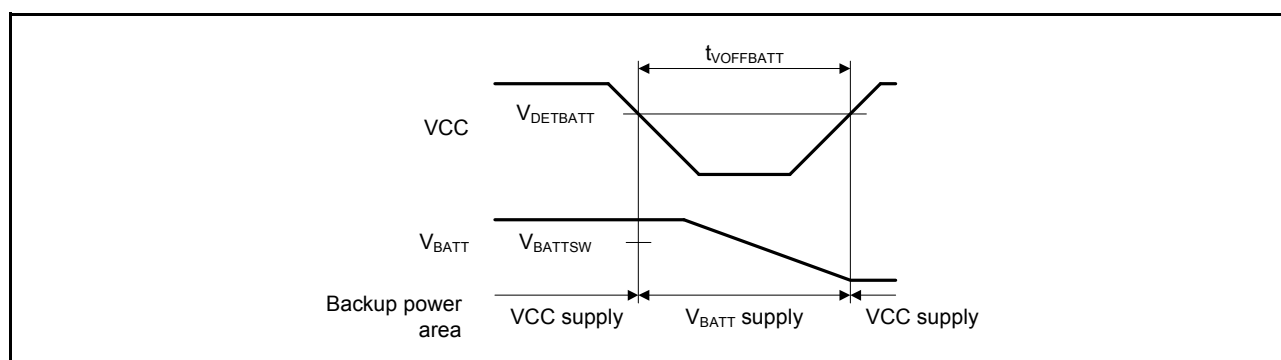 tVOFFBATT
VCC
VDETBATT
VBATT
VBATTSW
Backup power
area
VCC supply
VBATT supply
VCC supply